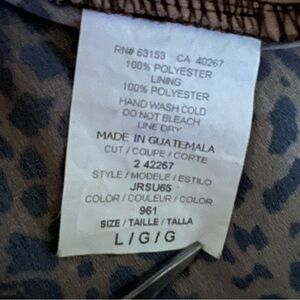 RN# 63153 CA 40267
100% POLYESTER
LINING:
100% POLYESTER
HAND WASH COLD
DO NOT BLEACH
LINE DRY
MADE IN GUATEMALA
CUT / COUPE / CORTE
2 42267
STYLE / MODELE / ESTILO
JRSU65
COLOR / COULEUR / COLOR
961
SIZE / TAILLE / TALLA
L / G / G